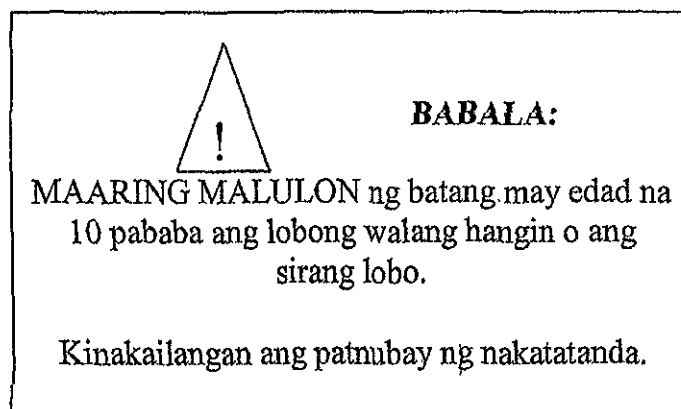 !
BABALA:
MAARING MALULON ng batang may edad na
10 pababa ang lobong walang hangin o ang
sirang lobo.
Kinakailangan ang patnubay ng nakatatanda.